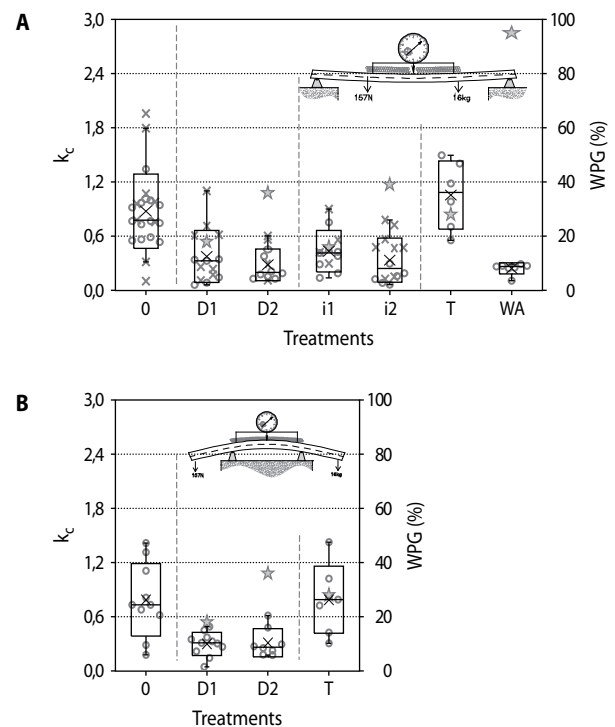 A
3,0
2,4
1,8
1,2
0,6
0,0
k_c
100
80
60
40
20
0
WPG (%)
157N
16kg
0 D1 D2 i1 i2 T WA
Treatments
B
3,0
2,4
1,8
1,2
0,6
0,0
k_c
100
80
60
40
20
0
WPG (%)
157N
16kg
0 D1 D2 T
Treatments